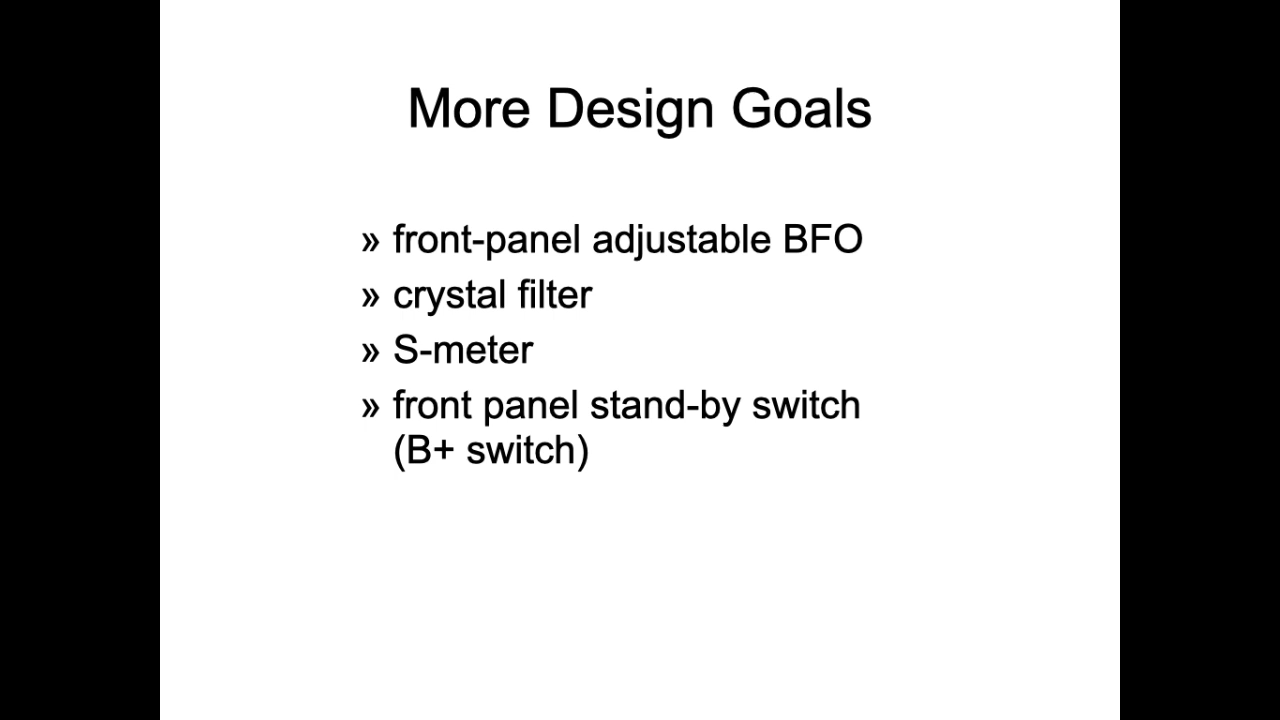 More Design Goals
» front-panel adjustable BFO
» crystal filter
» S-meter
» front panel stand-by switch
(B+ switch)